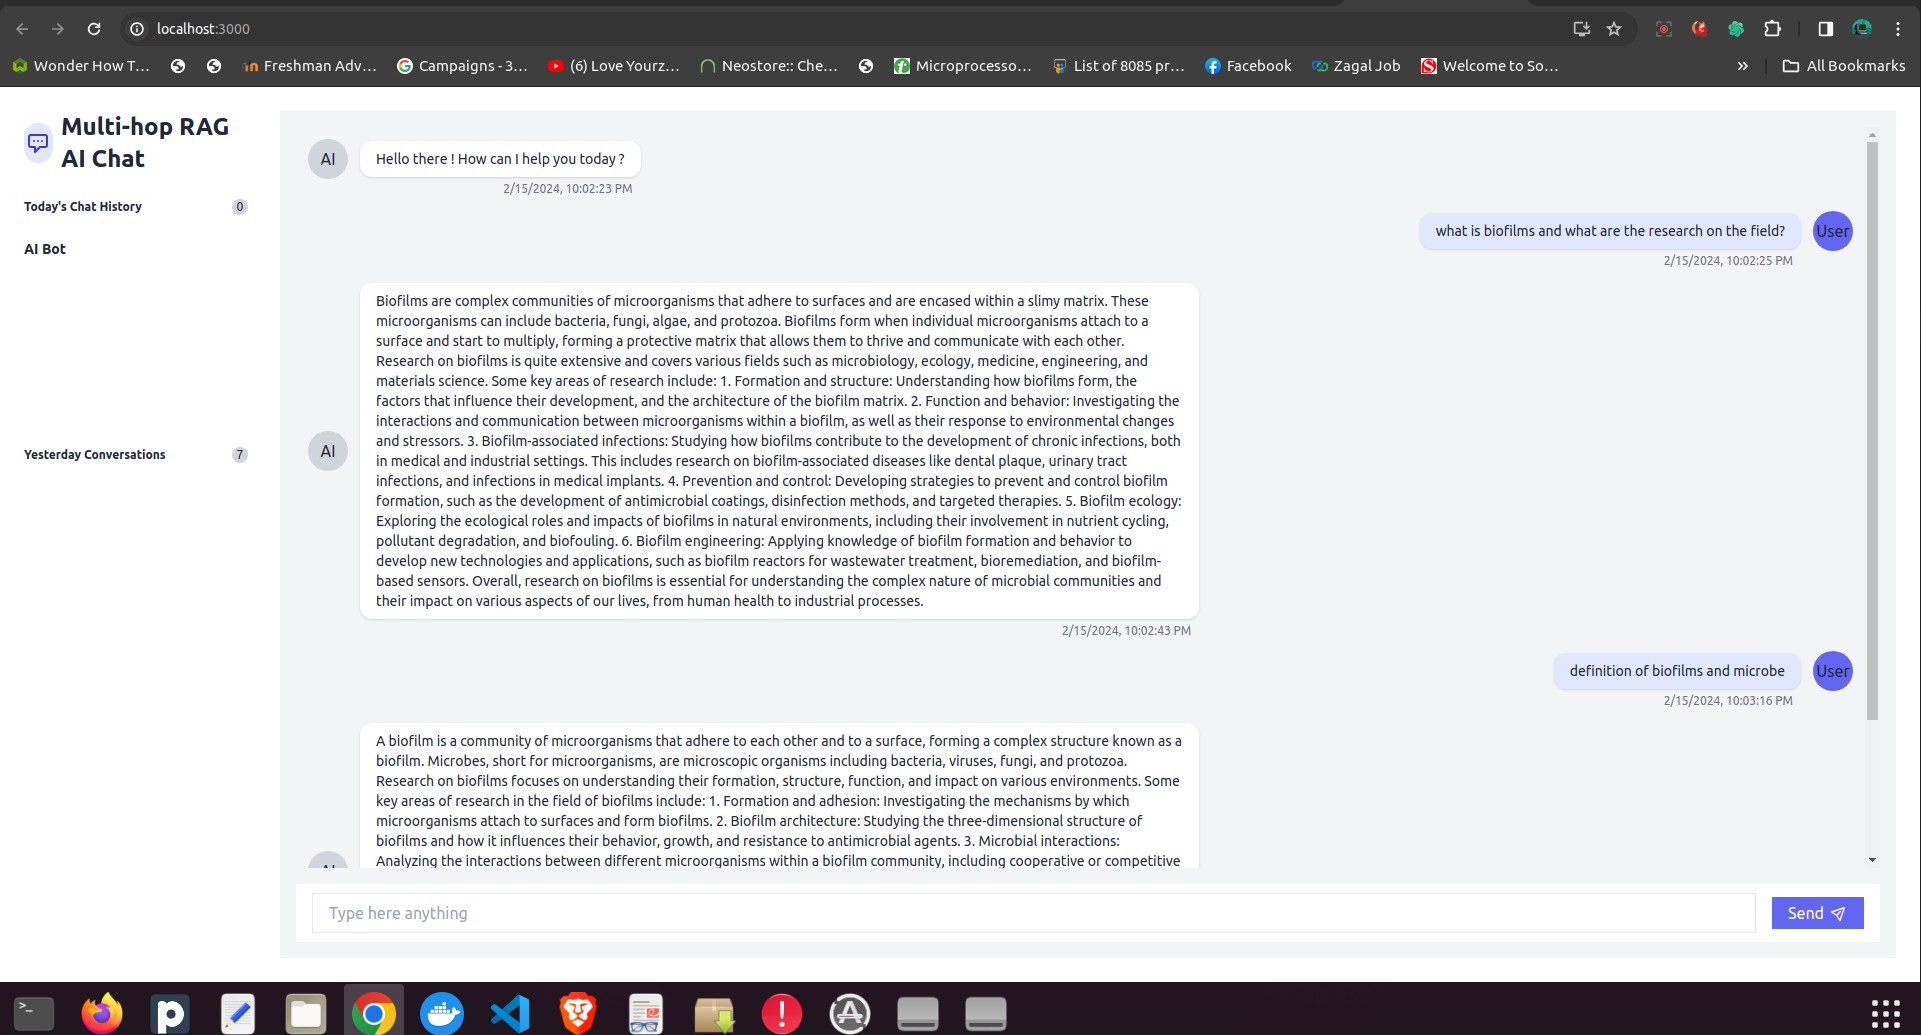 localhost:3000
Wonder How T...
Freshman Adv...
Campaigns - 3...
(6) Love Yourz...
Neostore:: Che...
Microprocesso...
List of 8085 pr...
Facebook
Zagal Job
Welcome to So...
»
All Bookmarks
Multi-hop RAG
AI Chat
Today's Chat History
0
AI Bot
Yesterday Conversations
7
AI
Hello there ! How can I help you today ?
2/15/2024, 10:02:23 PM
what is biofilms and what are the research on the field?
User
2/15/2024, 10:02:25 PM
Biofilms are complex communities of microorganisms that adhere to surfaces and are encased within a slimy matrix. These
microorganisms can include bacteria, fungi, algae, and protozoa. Biofilms form when individual microorganisms attach to a
surface and start to multiply, forming a protective matrix that allows them to thrive and communicate with each other.
Research on biofilms is quite extensive and covers various fields such as microbiology, ecology, medicine, engineering, and
materials science. Some key areas of research include: 1. Formation and structure: Understanding how biofilms form, the
factors that influence their development, and the architecture of the biofilm matrix. 2. Function and behavior: Investigating the
interactions and communication between microorganisms within a biofilm, as well as their response to environmental changes
and stressors. 3. Biofilm-associated infections: Studying how biofilms contribute to the development of chronic infections, both
in medical and industrial settings. This includes research on biofilm-associated diseases like dental plaque, urinary tract
infections, and infections in medical implants. 4. Prevention and control: Developing strategies to prevent and control biofilm
formation, such as the development of antimicrobial coatings, disinfection methods, and targeted therapies. 5. Biofilm ecology:
Exploring the ecological roles and impacts of biofilms in natural environments, including their involvement in nutrient cycling,
pollutant degradation, and biofouling. 6. Biofilm engineering: Applying knowledge of biofilm formation and behavior to
develop new technologies and applications, such as biofilm reactors for wastewater treatment, bioremediation, and biofilm-
based sensors. Overall, research on biofilms is essential for understanding the complex nature of microbial communities and
their impact on various aspects of our lives, from human health to industrial processes.
AI
2/15/2024, 10:02:43 PM
definition of biofilms and microbe
User
2/15/2024, 10:03:16 PM
A biofilm is a community of microorganisms that adhere to each other and to a surface, forming a complex structure known as a
biofilm. Microbes, short for microorganisms, are microscopic organisms including bacteria, viruses, fungi, and protozoa.
Research on biofilms focuses on understanding their formation, structure, function, and impact on various environments. Some
key areas of research in the field of biofilms include: 1. Formation and adhesion: Investigating the mechanisms by which
microorganisms attach to surfaces and form biofilms. 2. Biofilm architecture: Studying the three-dimensional structure of
biofilms and how it influences their behavior, growth, and resistance to antimicrobial agents. 3. Microbial interactions:
Analyzing the interactions between different microorganisms within a biofilm community, including cooperative or competitive
Type here anything
Send